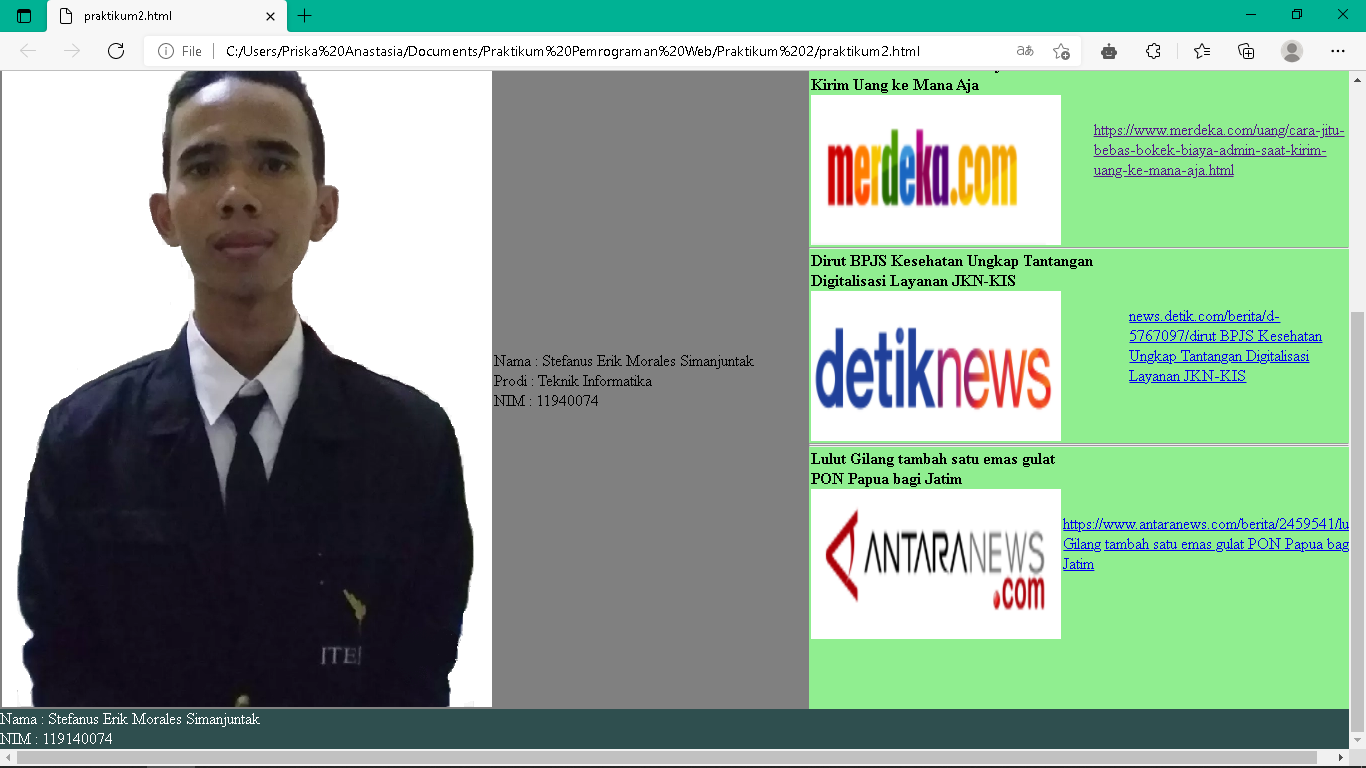 praktikum2.html
File
C:/Users/Priska%20Anastasia/Documents/Praktikum%20Pemrograman%20Web/Praktikum%202/praktikum2.html
Kirim Uang ke Mana Aja
merdeka.com
https://www.merdeka.com/uang/cara-jitu-
bebas-bokek-biaya-admin-saat-kirim-
uang-ke-mana-aja.html
Dirut BPJS Kesehatan Ungkap Tantangan
Digitalisasi Layanan JKN-KIS
detiknews
news.detik.com/berita/d-
5767097/dirut BPJS Kesehatan
Ungkap Tantangan Digitalisasi
Layanan JKN-KIS
Nama : Stefanus Erik Morales Simanjuntak
Prodi : Teknik Informatika
NIM : 11940074
Lulut Gilang tambah satu emas gulat
PON Papua bagi Jatim
ANTARANEWS
.com
https://www.antaranews.com/berita/2459541/lu
Gilang tambah satu emas gulat PON Papua bag
Jatim
ITE
Nama : Stefanus Erik Morales Simanjuntak
NIM : 119140074